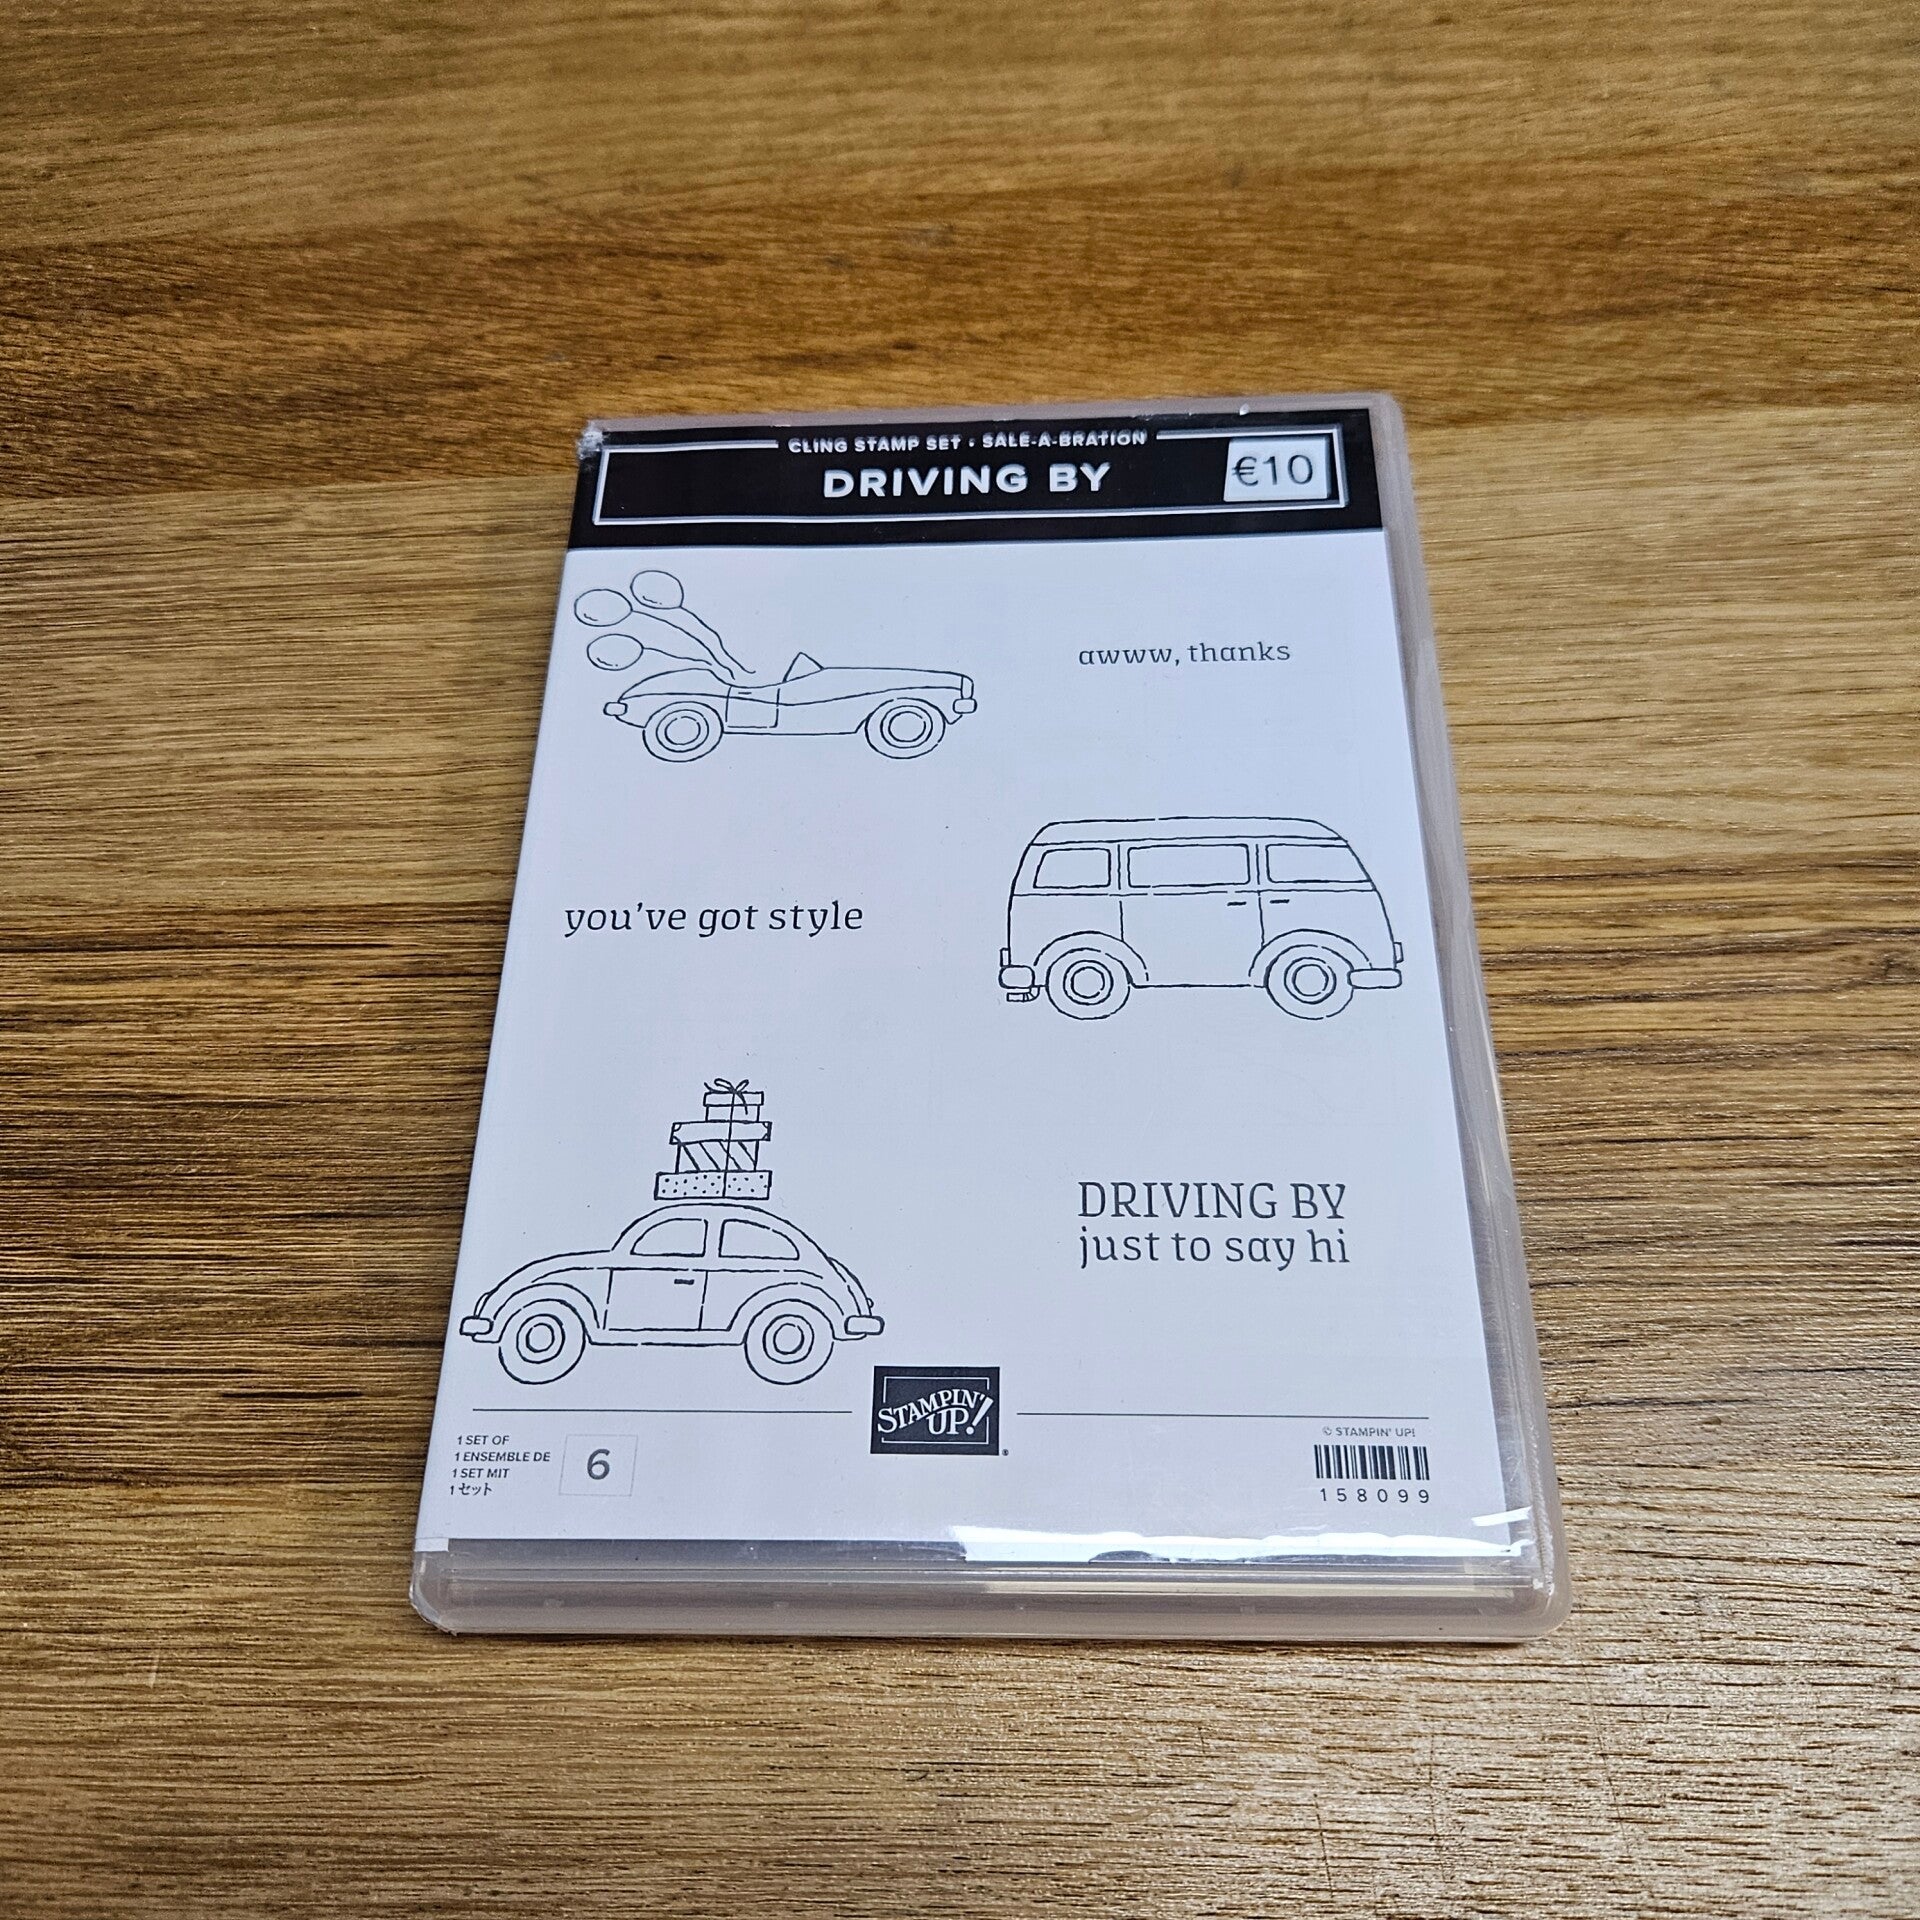 CLING STAMP SET • SALE-A-BRATION
DRIVING BY
€10
awww, thanks
you've got style
DRIVING BY
just to say hi
STAMPIN'
UP!
®
1 SET OF
1 ENSEMBLE DE
1 SET MIT
1 セット
6
© STAMPIN' UP!
158099